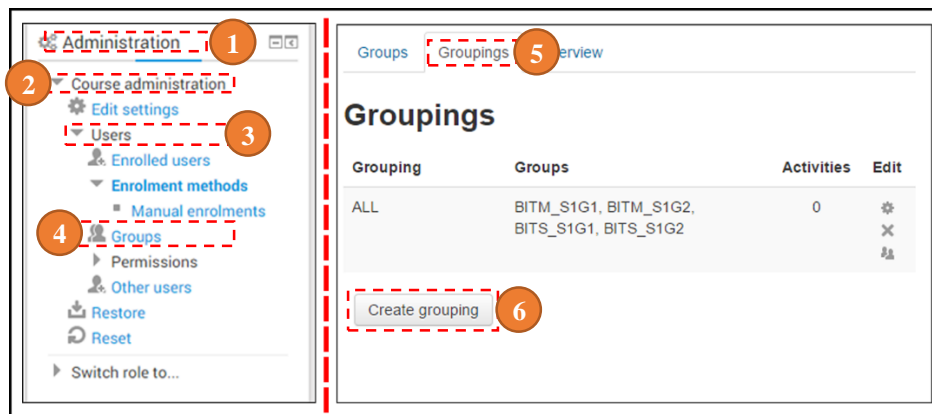 Administration 1
2 Course administration
Edit settings
Users 3
Enrolled users
Enrolment methods
Manual enrolments
4 Groups
Permissions
Other users
Restore
Reset
Switch role to...
Groups Groupings 5
Groupings
Grouping Groups Activities Edit
ALL BITM_S1G1, BITM_S1G2, 0
BITS_S1G1, BITS_S1G2
Create grouping 6